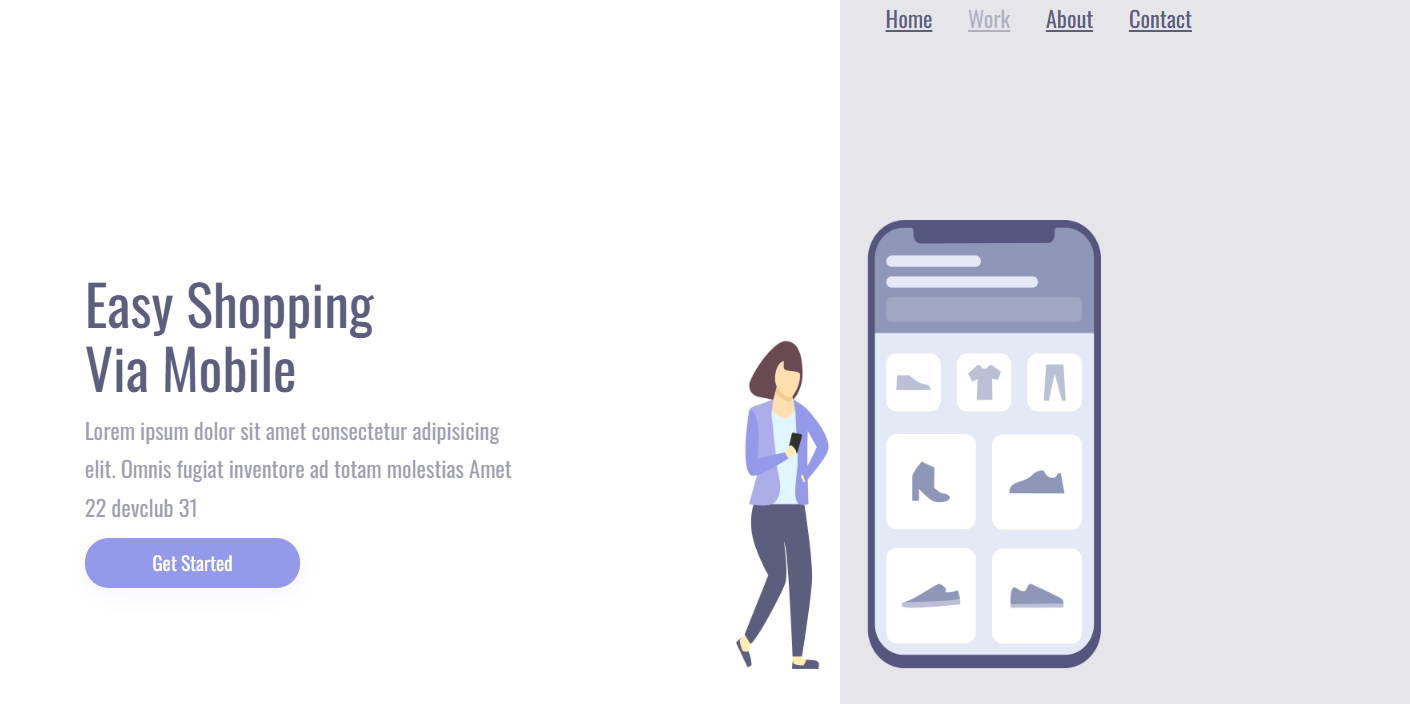 Home Work About Contact
Easy Shopping
Via Mobile
Lorem ipsum dolor sit amet consectetur adipisicing
elit. Omnis fugiat inventore ad totam molestias Amet
22 devclub 31
Get Started